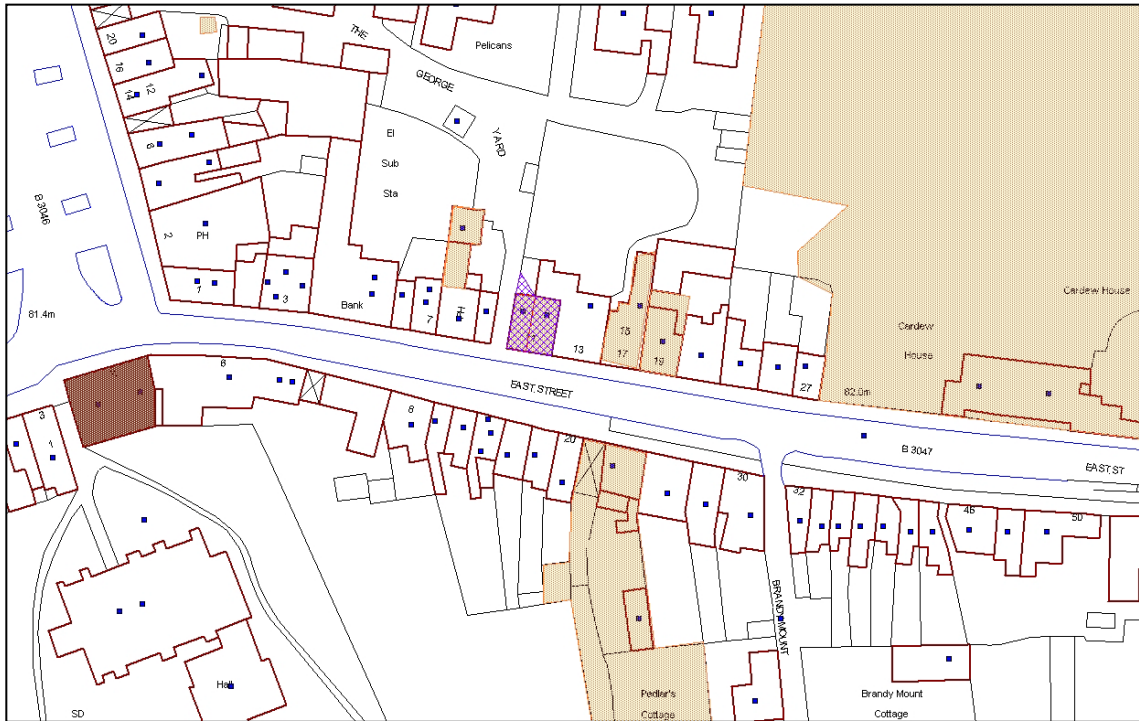 THE
Pelicans
20
GEORGE
16
12
14
El
YARD
Sub
6
Sta
B 3046
2
PH
Cardew House
1
3
Bank
7
81.4m
Cardew
15
13
17
19
House
6
EAST STREET
27
82.0m
3
8
1
20
B 3047
EAST ST
30
32
46
50
BRANDY MOUNT
Hall
Pedler's
Cottage
Brandy Mount
Cottage
SD